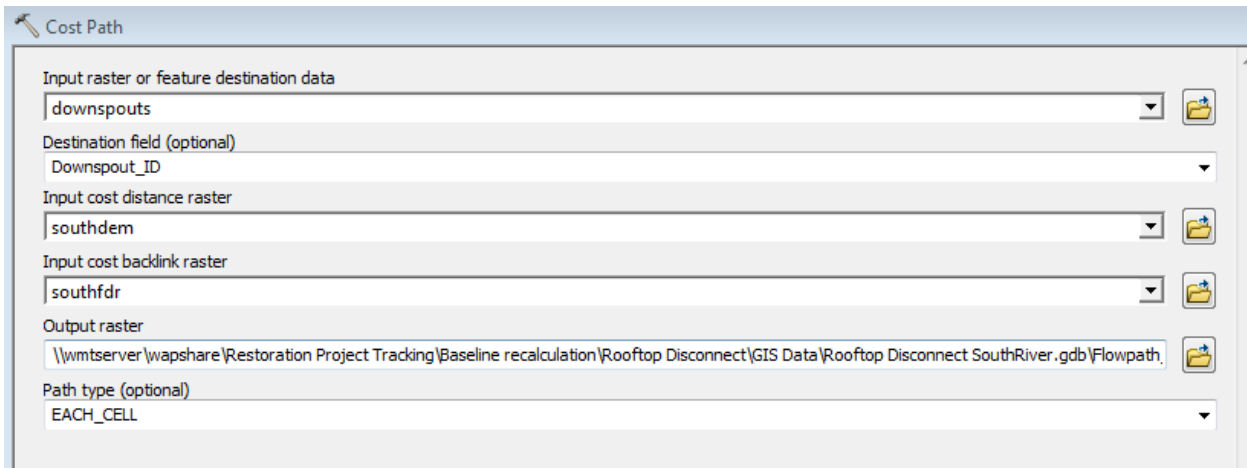 Cost Path
Input raster or feature destination data
downspouts
Destination field (optional)
Downspout_ID
Input cost distance raster
southdem
Input cost backlink raster
southfdr
Output raster
\\wmtserver\wapshare\Restoration Project Tracking\Baseline recalculation\Rooftop Disconnect\GIS Data\Rooftop Disconnect SouthRiver.gdb\Flowpath_
Path type (optional)
EACH_CELL